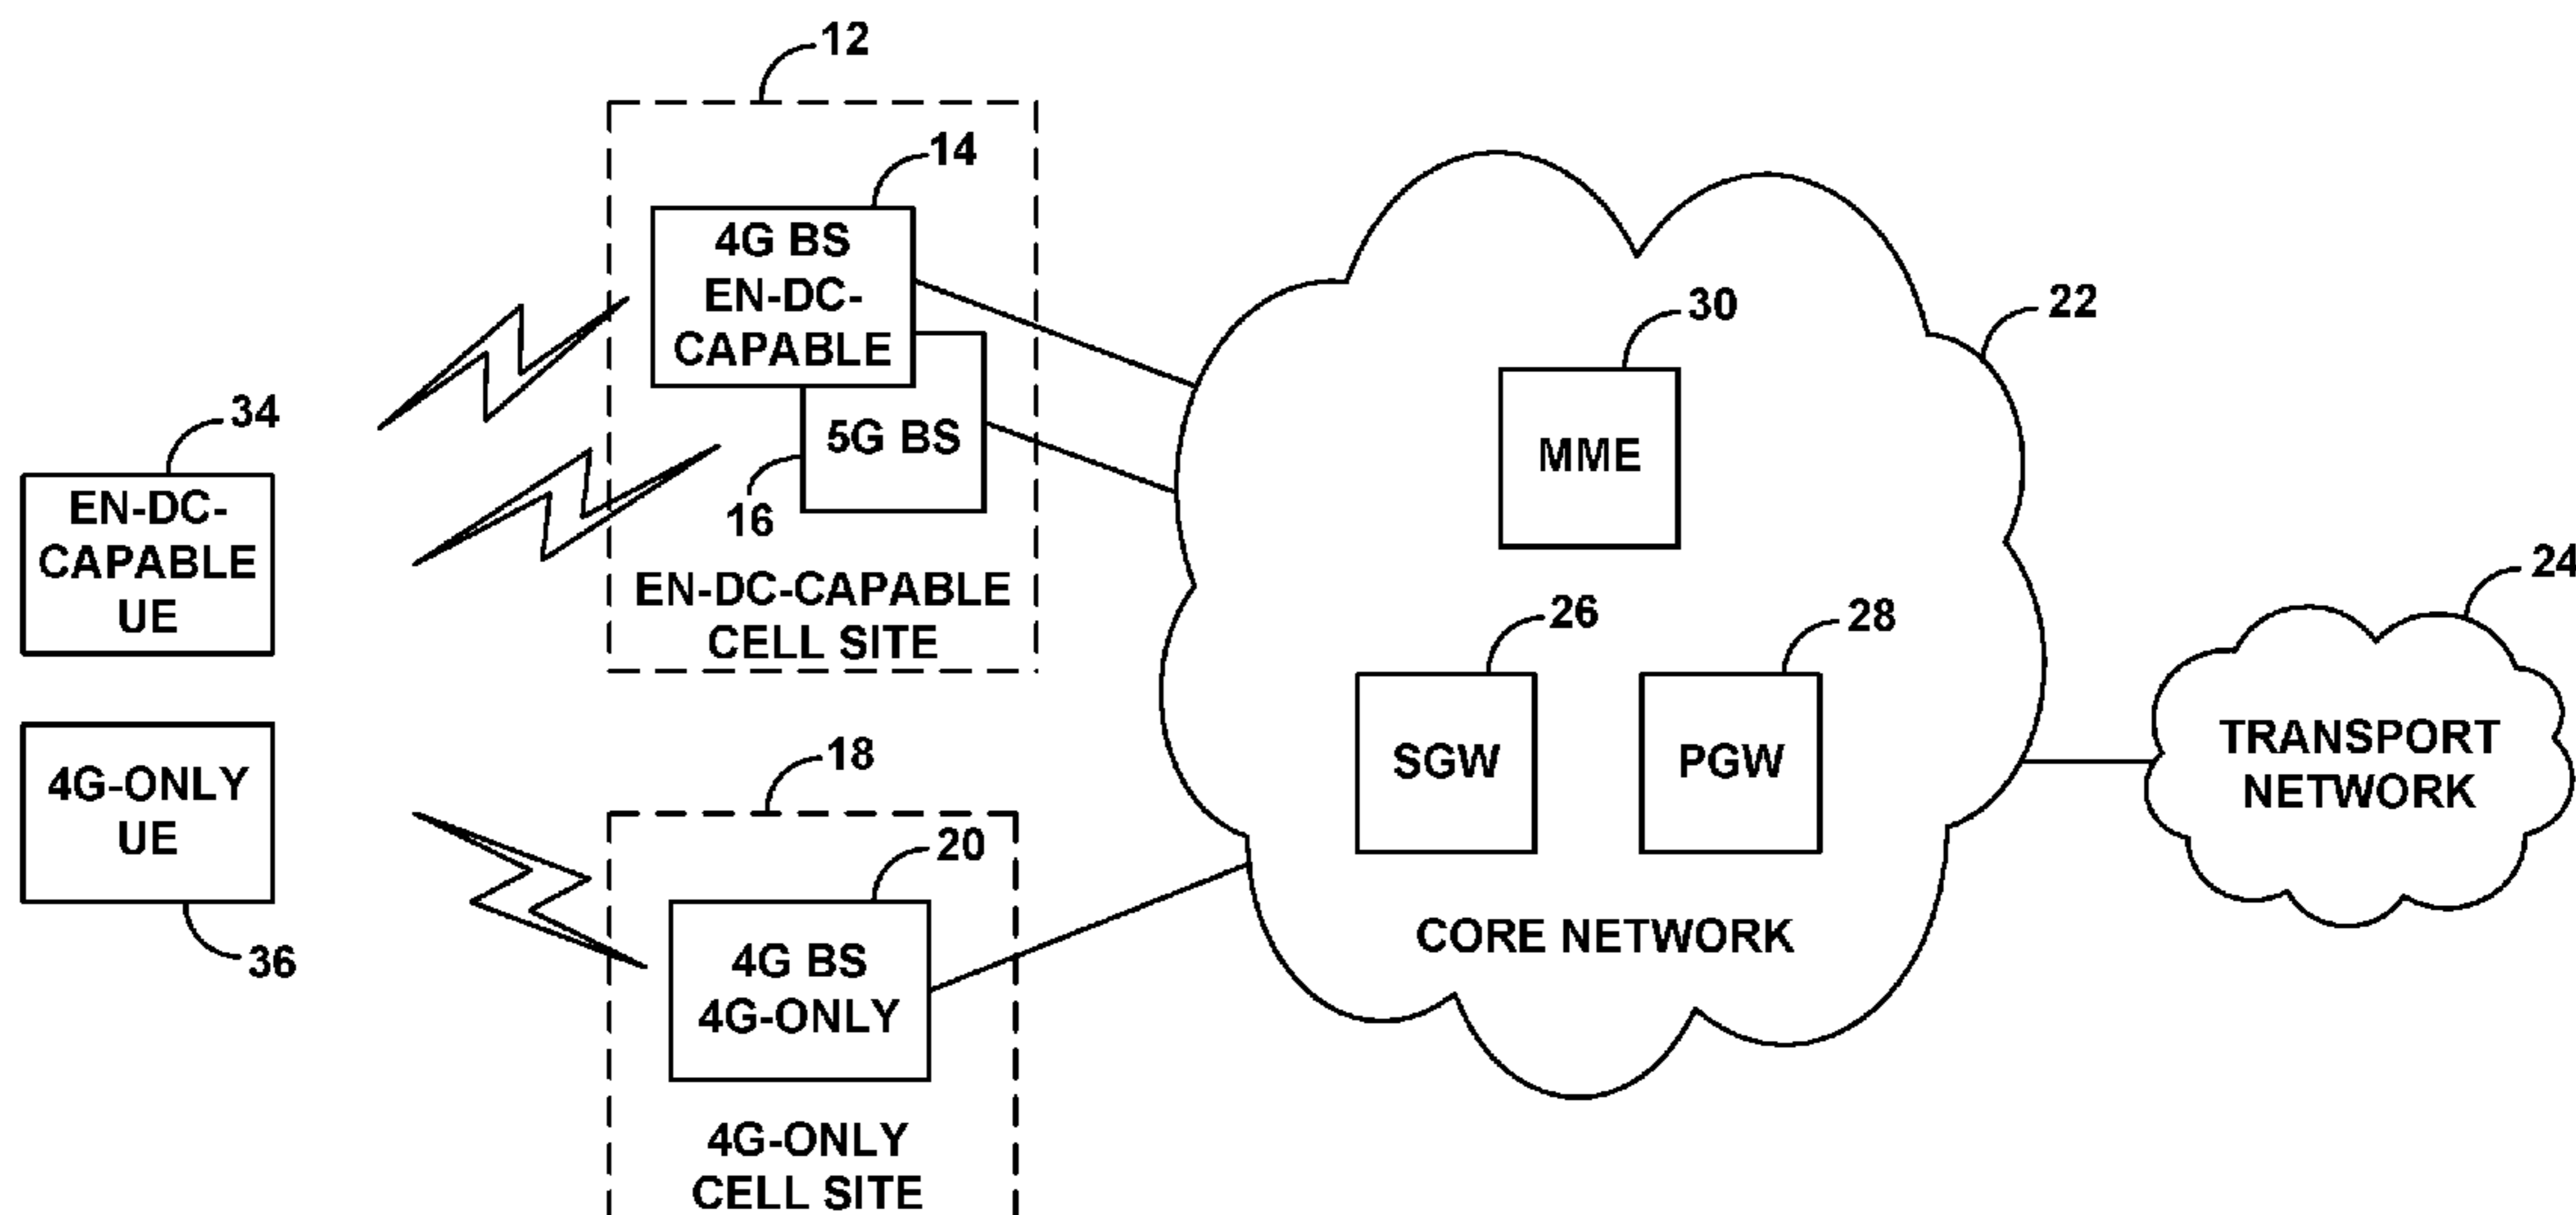 12
14
4G BS
EN-DC-
CAPABLE
5G BS
16
EN-DC-CAPABLE
CELL SITE
34
EN-DC-
CAPABLE
UE
4G-ONLY
UE
36
18
20
4G BS
4G-ONLY
4G-ONLY
CELL SITE
22
30
MME
26
SGW
28
PGW
CORE NETWORK
24
TRANSPORT
NETWORK